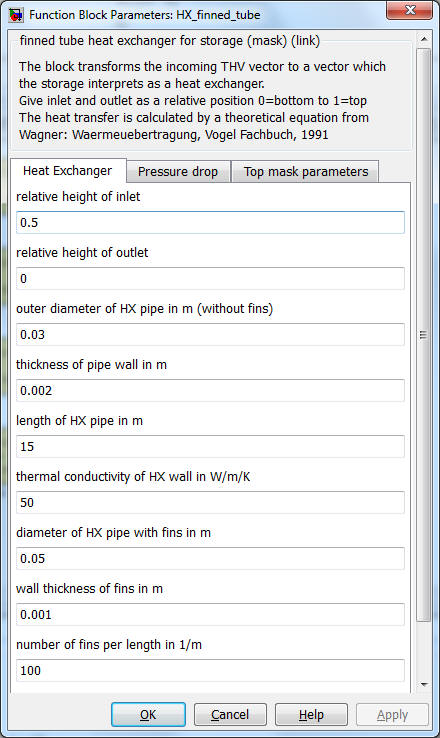 Function Block Parameters: HX_finned_tube
finned tube heat exchanger for storage (mask) (link)
The block transforms the incoming THV vector to a vector which
the storage interprets as a heat exchanger.
Give inlet and outlet as a relative position 0=bottom to 1=top
The heat transfer is calculated by a theoretical equation from
Wagner: Waermeuebertragung, Vogel Fachbuch, 1991
Heat Exchanger Pressure drop Top mask parameters
relative height of inlet
0.5
relative height of outlet
0
outer diameter of HX pipe in m (without fins)
0.03
thickness of pipe wall in m
0.002
length of HX pipe in m
15
thermal conductivity of HX wall in W/m/K
50
diameter of HX pipe with fins in m
0.05
wall thickness of fins in m
0.001
number of fins per length in 1/m
100
OK Cancel Help Apply